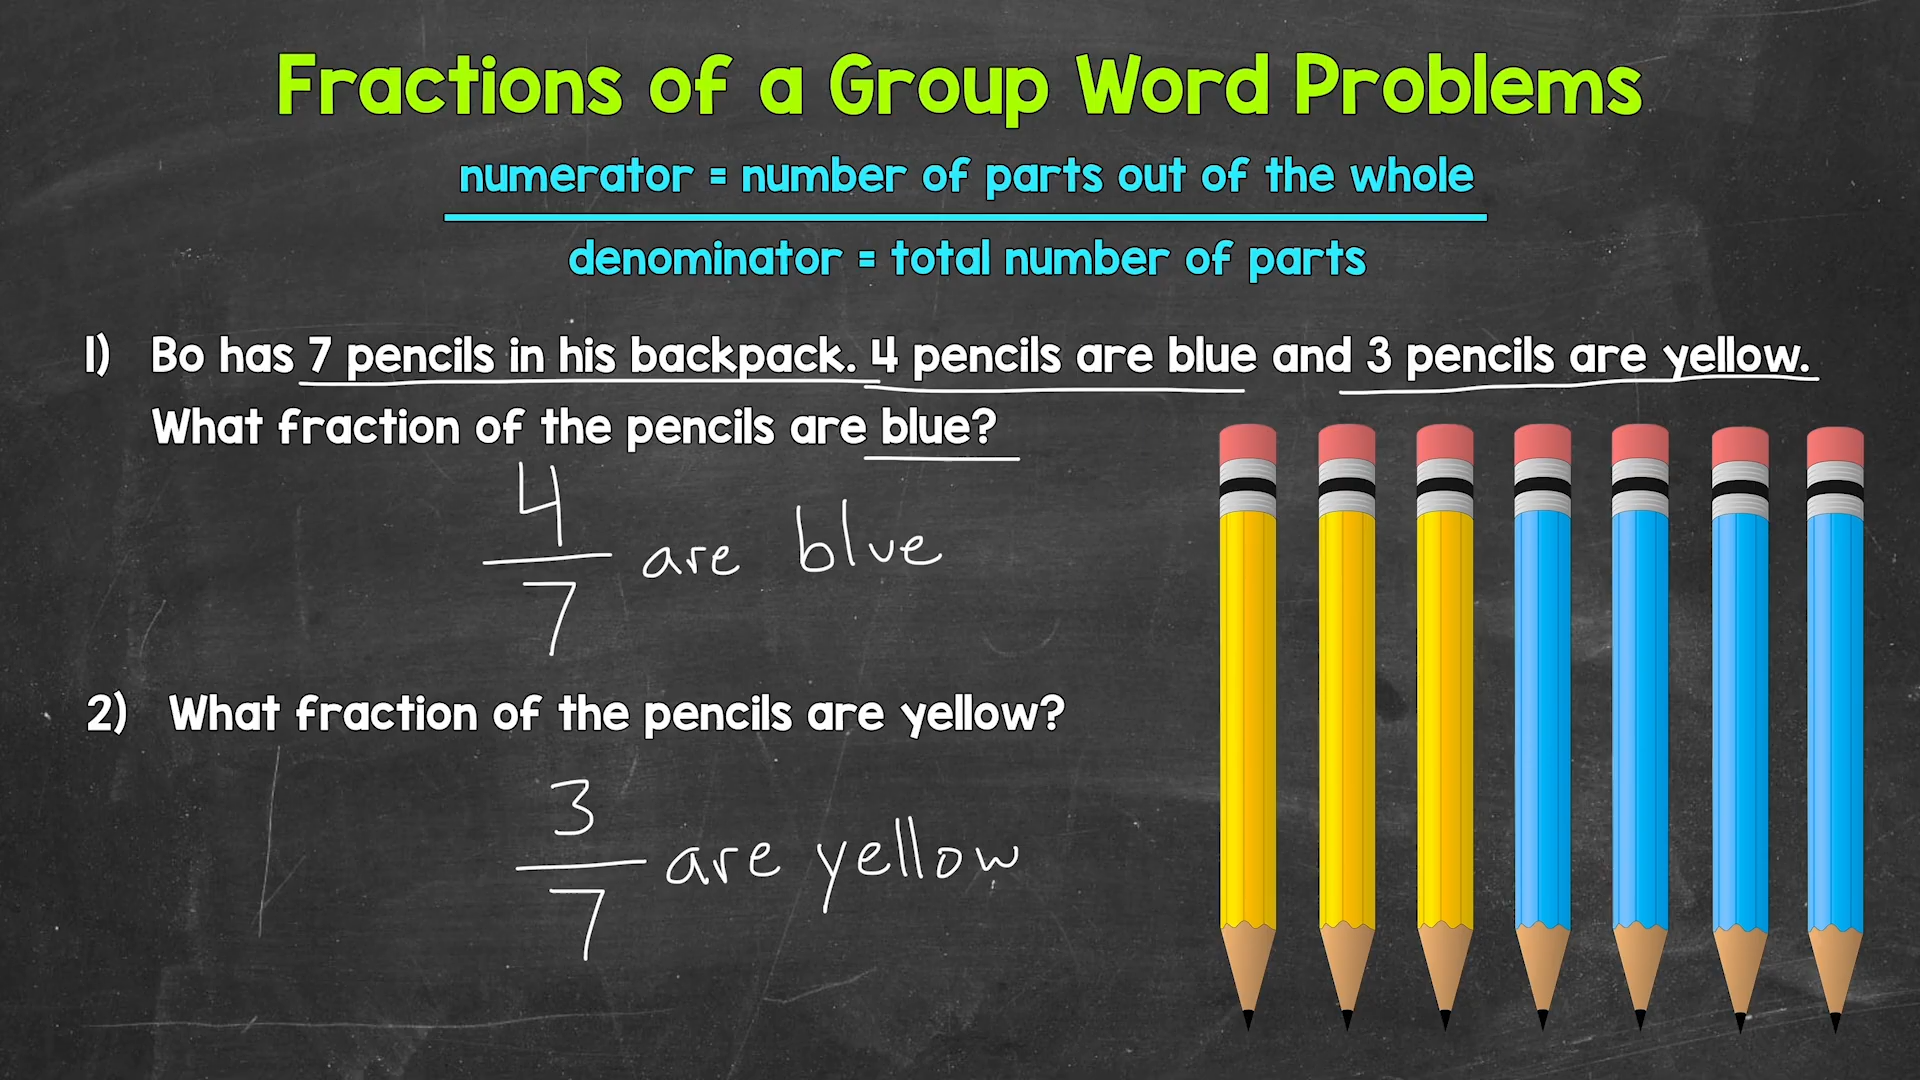 Fractions of a Group Word Problems
numerator = number of parts out of the whole
denominator = total number of parts
1) Bo has 7 pencils in his backpack. 4 pencils are blue and 3 pencils are yellow.
What fraction of the pencils are blue?
4
7
are blue
2) What fraction of the pencils are yellow?
3
7
are yellow